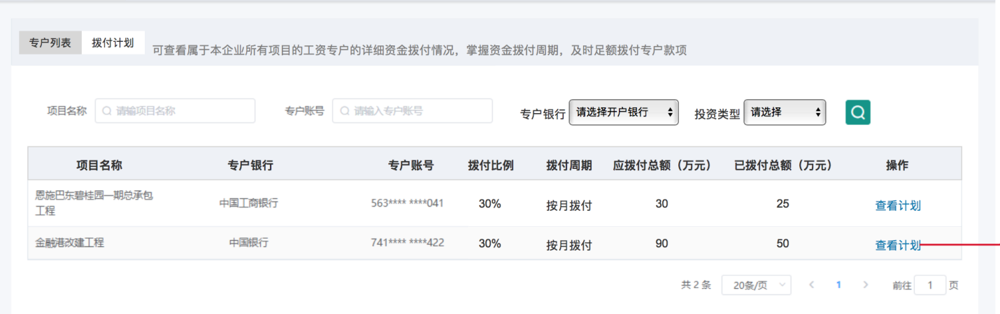 专户列表 拨付计划 可查看属于本企业所有项目的工资专户的详细资金拨付情况，掌握资金拨付周期，及时足额拨付专户款项
项目名称 请输项目名称 专户账号 请输入专户账号 专户银行 请选择开户银行 投资类型 请选择
项目名称 专户银行 专户账号 拨付比例 拨付周期 应拨付总额（万元） 已拨付总额（万元） 操作
恩施巴东碧桂园一期总承包
工程 中国工商银行 563**** ****041 30% 按月拨付 30 25 查看计划
金融港改建工程 中国银行 741**** ****422 30% 按月拨付 90 50 查看计划
共 2 条 20条/页 1 前往 1 页